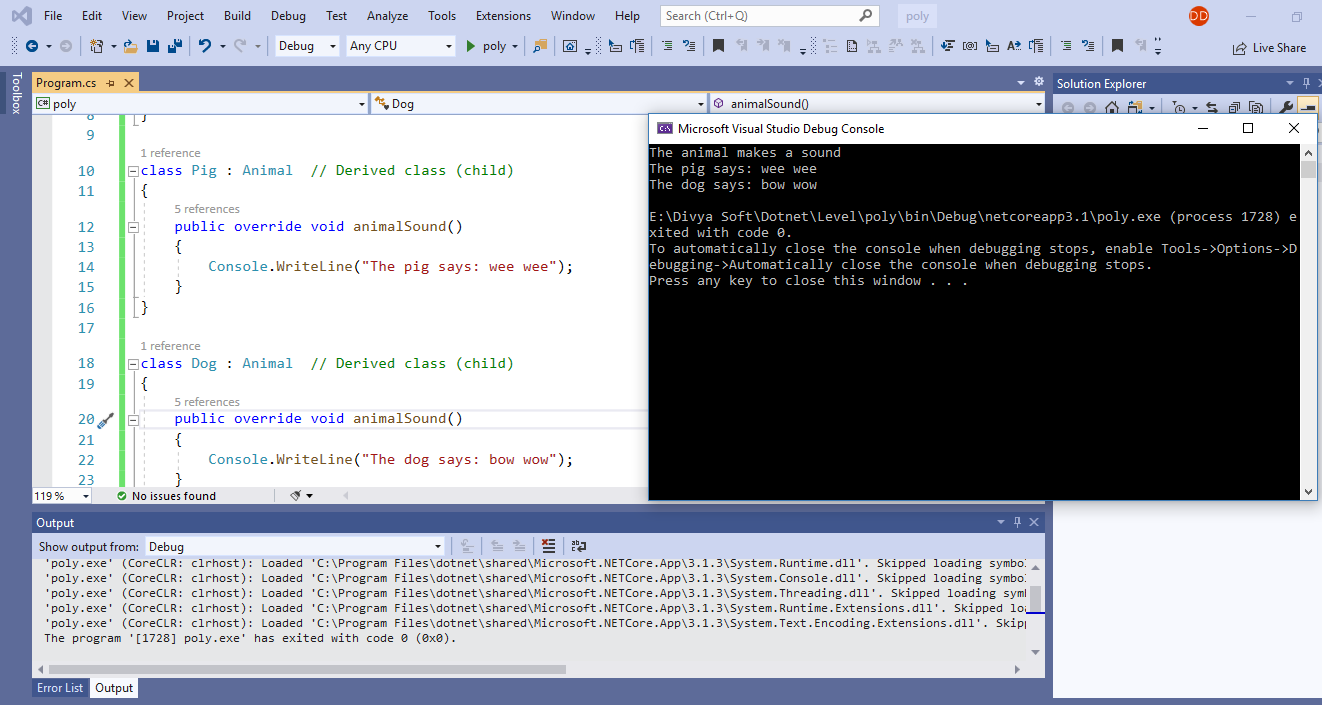 File Edit View Project Build Debug Test Analyze Tools Extensions Window Help Search (Ctrl+Q) poly DD
Debug Any CPU poly Live Share
Toolbox
Program.cs
Solution Explorer
C# poly Dog animalSound()
8 }
9
1 reference
10 class Pig : Animal // Derived class (child)
11 {
5 references
12 public override void animalSound()
13 {
14 Console.WriteLine("The pig says: wee wee");
15 }
16 }
17
1 reference
18 class Dog : Animal // Derived class (child)
19 {
5 references
20 public override void animalSound()
21 {
22 Console.WriteLine("The dog says: bow wow");
23 }
119 % No issues found
C:\ Microsoft Visual Studio Debug Console
The animal makes a sound
The pig says: wee wee
The dog says: bow wow
E:\Divya Soft\Dotnet\Level\poly\bin\Debug\netcoreapp3.1\poly.exe (process 1728) e
xited with code 0.
To automatically close the console when debugging stops, enable Tools->Options->D
ebugging->Automatically close the console when debugging stops.
Press any key to close this window . . .
Output
Show output from: Debug
'poly.exe' (CoreCLR: clrhost): Loaded 'C:\Program Files\dotnet\shared\Microsoft.NETCore.App\3.1.3\System.Runtime.dll'. Skipped loading symbo
'poly.exe' (CoreCLR: clrhost): Loaded 'C:\Program Files\dotnet\shared\Microsoft.NETCore.App\3.1.3\System.Console.dll'. Skipped loading symbo
'poly.exe' (CoreCLR: clrhost): Loaded 'C:\Program Files\dotnet\shared\Microsoft.NETCore.App\3.1.3\System.Threading.dll'. Skipped loading sym
'poly.exe' (CoreCLR: clrhost): Loaded 'C:\Program Files\dotnet\shared\Microsoft.NETCore.App\3.1.3\System.Runtime.Extensions.dll'. Skipped lo
'poly.exe' (CoreCLR: clrhost): Loaded 'C:\Program Files\dotnet\shared\Microsoft.NETCore.App\3.1.3\System.Text.Encoding.Extensions.dll'. Skip
The program '[1728] poly.exe' has exited with code 0 (0x0).
Error List Output